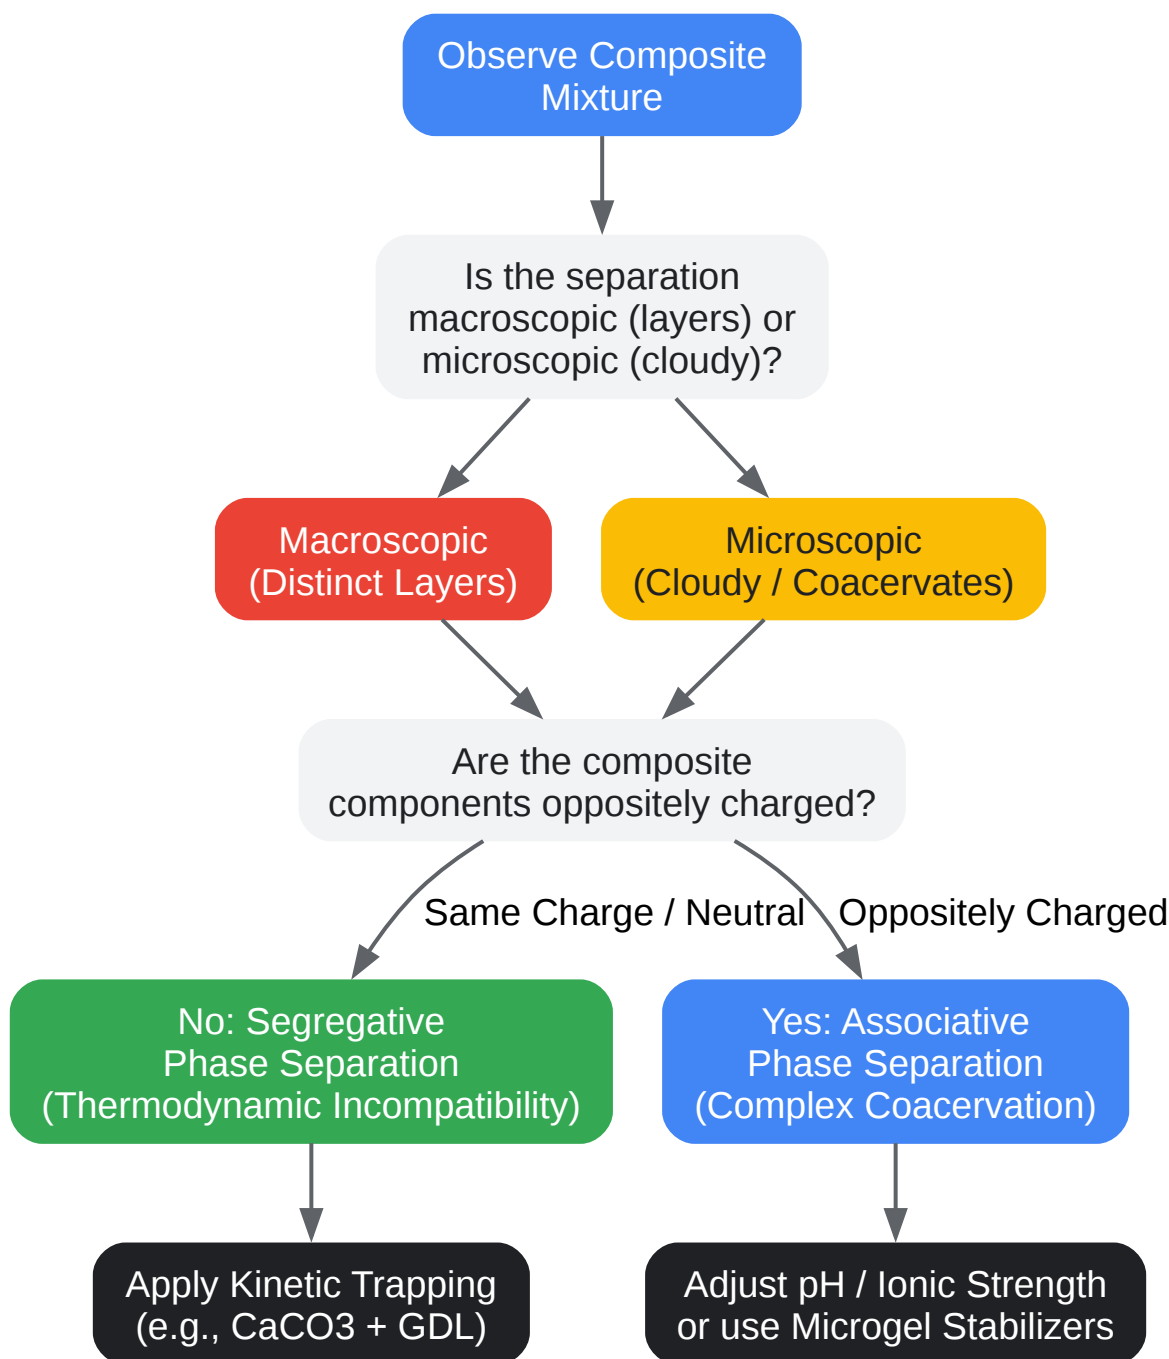 Observe Composite
Mixture
Is the separation
macroscopic (layers) or
microscopic (cloudy)?
Macroscopic
(Distinct Layers)
Microscopic
(Cloudy / Coacervates)
Are the composite
components oppositely charged?
Same Charge / Neutral
Oppositely Charged
No: Segregative
Phase Separation
(Thermodynamic Incompatibility)
Yes: Associative
Phase Separation
(Complex Coacervation)
Apply Kinetic Trapping
(e.g., CaCO3 + GDL)
Adjust pH / Ionic Strength
or use Microgel Stabilizers